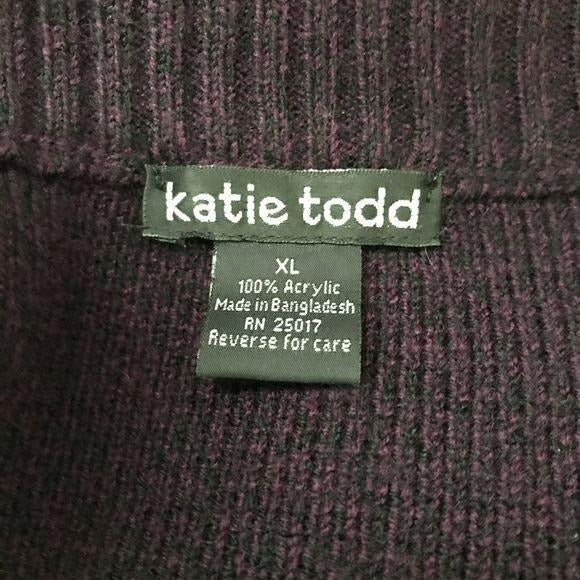 katie todd
XL
100% Acrylic
Made in Bangladesh
RN 25017
Reverse for care